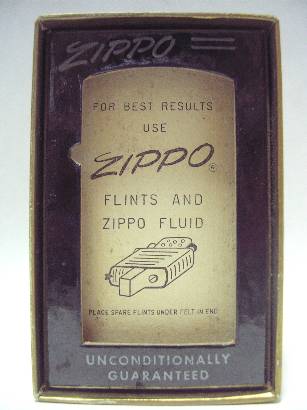 ZIPPO
FOR BEST RESULTS
USE
ZIPPO®
FLINTS AND
ZIPPO FLUID
PLACE SPARE FLINTS UNDER FELT IN END
UNCONDITIONALLY
GUARANTEED